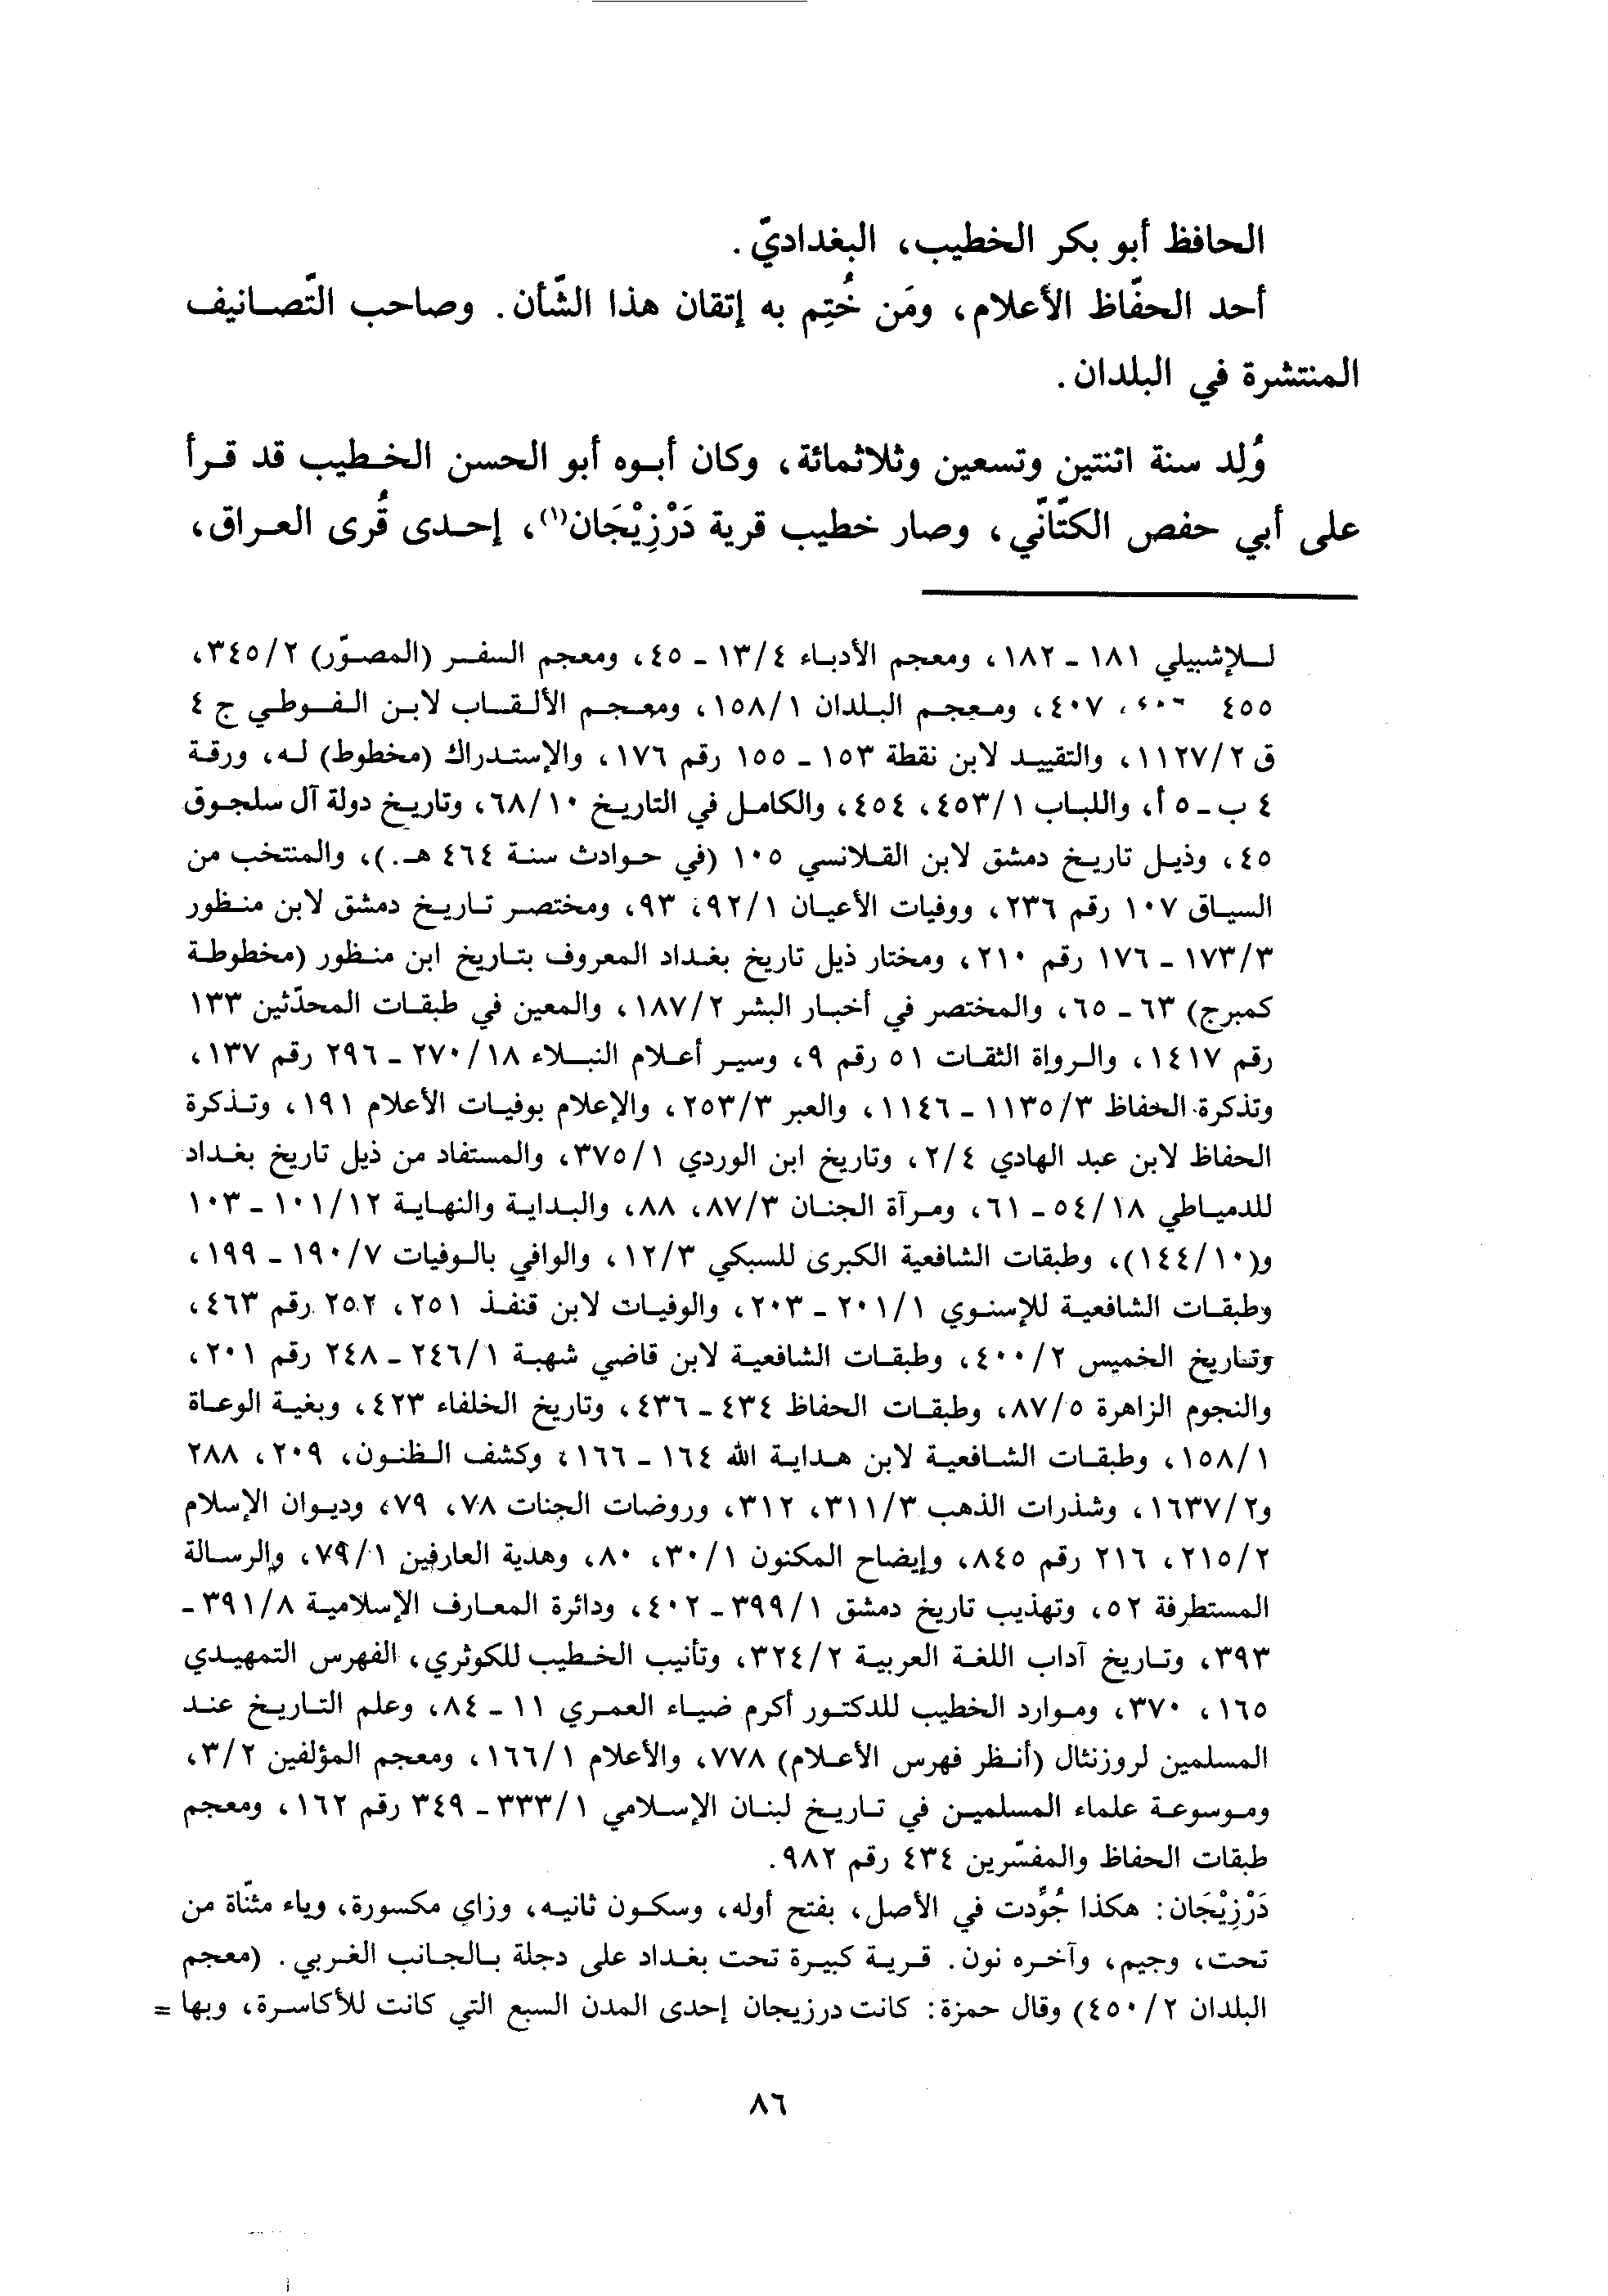 الحافظ أبو بكر الخطيب، البغداديّ.
أحد الحفّاظ الأعلام، ومَن خُتِم به إتقان هذا الشّأن. وصاحب التّصانيف
المنتشرة في البلدان.
وُلِد سنة اثنتين وتسعين وثلاثمائة، وكان أبوه أبو الحسن الخطيب قد قرأ
على أبي حفص الكتّانّي، وصار خطيب قرية دَرْزِيْجَان(١)، إحدى قُرى العراق،
للإشبيلي ١٨١ - ١٨٢، ومعجم الأدباء ١٣/٤ - ٤٥، ومعجم السفر (المصوّر) ٣٤٥/٢،
٤٥٥ ٤٠٧، ومعجم البلدان ١٥٨/١، ومعجم الألقاب لابن الفوطي ج ٤
ق ١١٢٧/٢، والتقييد لابن نقطة ١٥٣ - ١٥٥ رقم ١٧٦، والإستدراك (مخطوط) له، ورقة
٤ ب - ٥ أ، واللباب ٤٥٣/١، ٤٥٤، والكامل في التاريخ ٦٨/١٠، وتاريخ دولة آل سلجوق
٤٥، وذيل تاريخ دمشق لابن القلانسي ١٠٥ (في حوادث سنة ٤٦٤ هـ.)، والمنتخب من
السياق ١٠٧ رقم ٢٣٦، ووفيات الأعيان ٩٢/١، ٩٣، ومختصر تاريخ دمشق لابن منظور
١٧٣/٣ - ١٧٦ رقم ٢١٠، ومختار ذيل تاريخ بغداد المعروف بتاريخ ابن منظور (مخطوطة
كمبرج) ٦٣ - ٦٥، والمختصر في أخبار البشر ١٨٧/٢، والمعين في طبقات المحدّثين ١٣٣
رقم ١٤١٧، والرواة الثقات ٥١ رقم ٩، وسير أعلام النبلاء ٢٧٠/١٨ - ٢٩٦ رقم ١٣٧،
وتذكرة الحفاظ ١١٣٥/٣ - ١١٤٦، والعبر ٢٥٣/٣، والإعلام بوفيات الأعلام ١٩١، وتذكرة
الحفاظ لابن عبد الهادي ٢/٤، وتاريخ ابن الوردي ٣٧٥/١، والمستفاد من ذيل تاريخ بغداد
للدمياطي ٥٤/١٨ - ٦١، ومرآة الجنان ٨٧/٣، ٨٨، والبداية والنهاية ١٠١/١٢ - ١٠٣
و(١٤٤/١٠)، وطبقات الشافعية الكبرى للسبكي ١٢/٣، والوافي بالوفيات ١٩٠/٧ - ١٩٩،
وطبقات الشافعية للإسنوي ٢٠١/١ - ٢٠٣، والوفيات لابن قنفذ ٢٥١، ٢٥٢ رقم ٤٦٣،
وتاريخ الخميس ٤٠٠/٢، وطبقات الشافعية لابن قاضي شهبة ٢٤٦/١ - ٢٤٨ رقم ٢٠١،
والنجوم الزاهرة ٨٧/٥، وطبقات الحفاظ ٤٣٤ - ٤٣٦، وتاريخ الخلفاء ٤٢٣، وبغية الوعاة
١٥٨/١، وطبقات الشافعية لابن هداية الله ١٦٤ - ١٦٦، وكشف الظنون، ٢٠٩، ٢٨٨
و١٦٣٧/٢، وشذرات الذهب ٣١١/٣، ٣١٢، وروضات الجنات ٧٨، ٧٩، وديوان الإسلام
٢١٥/٢، ٢١٦ رقم ٨٤٥، وإيضاح المكنون ٣٠/١، ٨٠، وهدية العارفين ٧٩/١، والرسالة
المستطرفة ٥٢، وتهذيب تاريخ دمشق ٣٩٩/١ - ٤٠٢، ودائرة المعارف الإسلامية ٣٩١/٨ -
٣٩٣، وتاريخ آداب اللغة العربية ٣٢٤/٢، وتأنيب الخطيب للكوثري، الفهرس التمهيدي
١٦٥، ٣٧٠، وموارد الخطيب للدكتور أكرم ضياء العمري ١١ - ٨٤، وعلم التاريخ عند
المسلمين لروزنثال (أنظر فهرس الأعلام) ٧٧٨، والأعلام ١٦٦/١، ومعجم المؤلفين ٣/٢،
وموسوعة علماء المسلمين في تاريخ لبنان الإسلامي ٣٣٣/١ - ٣٤٩ رقم ١٦٢، ومعجم
طبقات الحفاظ والمفسّرين ٤٣٤ رقم ٩٨٢.
دَرْزِيْجَان: هكذا جُوِّدت في الأصل، بفتح أوله، وسكون ثانيه، وزاي مكسورة، وياء مثنّاة من
تحت، وجيم، وآخره نون. قرية كبيرة تحت بغداد على دجلة بالجانب الغربي. (معجم
البلدان ٤٥٠/٢) وقال حمزة: كانت درزيجان إحدى المدن السبع التي كانت للأكاسرة، وبها =
٨٦